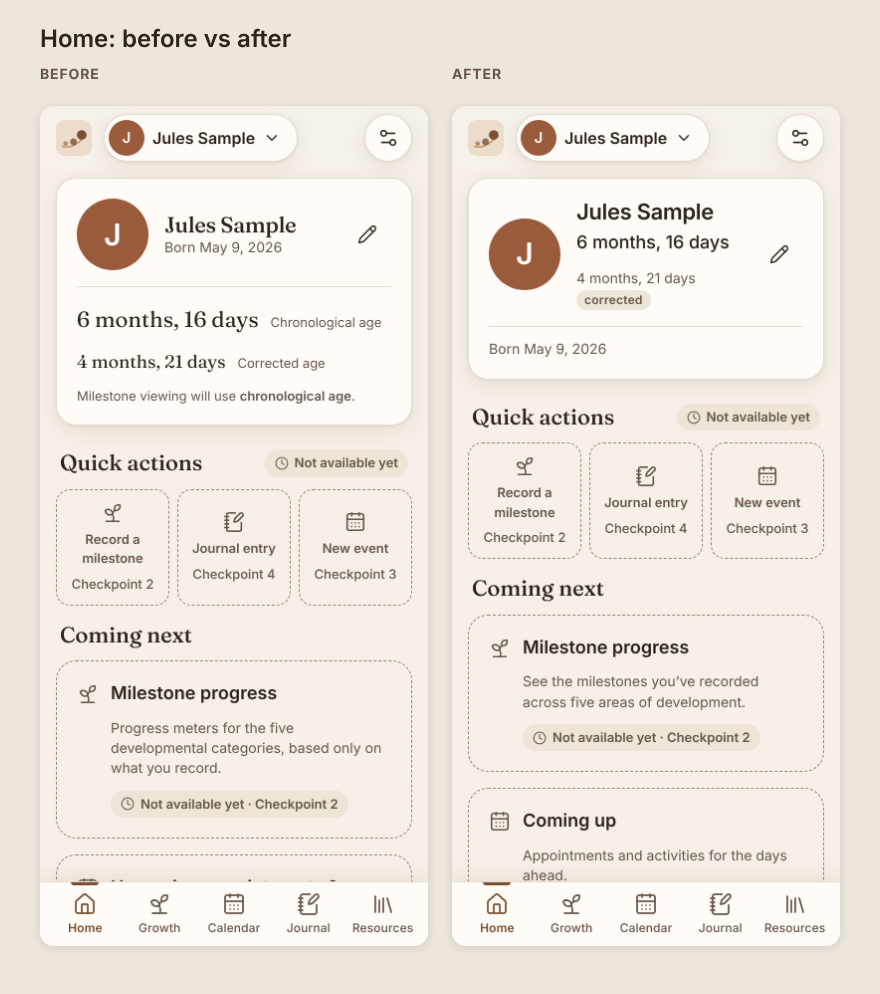 Home: before vs after
BEFORE
J
Jules Sample
J
Jules Sample
Born May 9, 2026
6 months, 16 days Chronological age
4 months, 21 days Corrected age
Milestone viewing will use chronological age.
Quick actions
Not available yet
Record a
milestone
Checkpoint 2
Journal entry
Checkpoint 4
New event
Checkpoint 3
Coming next
Milestone progress
Progress meters for the five
developmental categories, based only on
what you record.
Not available yet · Checkpoint 2
Home
Growth
Calendar
Journal
Resources
AFTER
J
Jules Sample
J
Jules Sample
6 months, 16 days
4 months, 21 days
corrected
Born May 9, 2026
Quick actions
Not available yet
Record a
milestone
Checkpoint 2
Journal entry
Checkpoint 4
New event
Checkpoint 3
Coming next
Milestone progress
See the milestones you’ve recorded
across five areas of development.
Not available yet · Checkpoint 2
Coming up
Appointments and activities for the days
ahead.
Home
Growth
Calendar
Journal
Resources